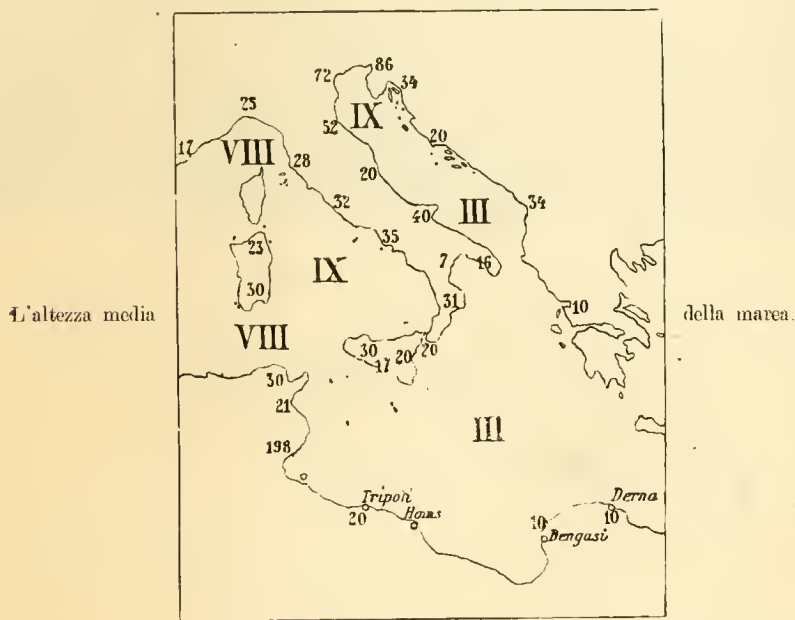 86
72
34
IX
25
52
17
VIII
28
20
20
32
40
III
34
35
23
7
16
IX
30
31
10
L'altezza media
della marea.
VIII
30
20
20
17
30
21
III
198
Tripoli
20
Homs
Derna
10
10
Bengasi